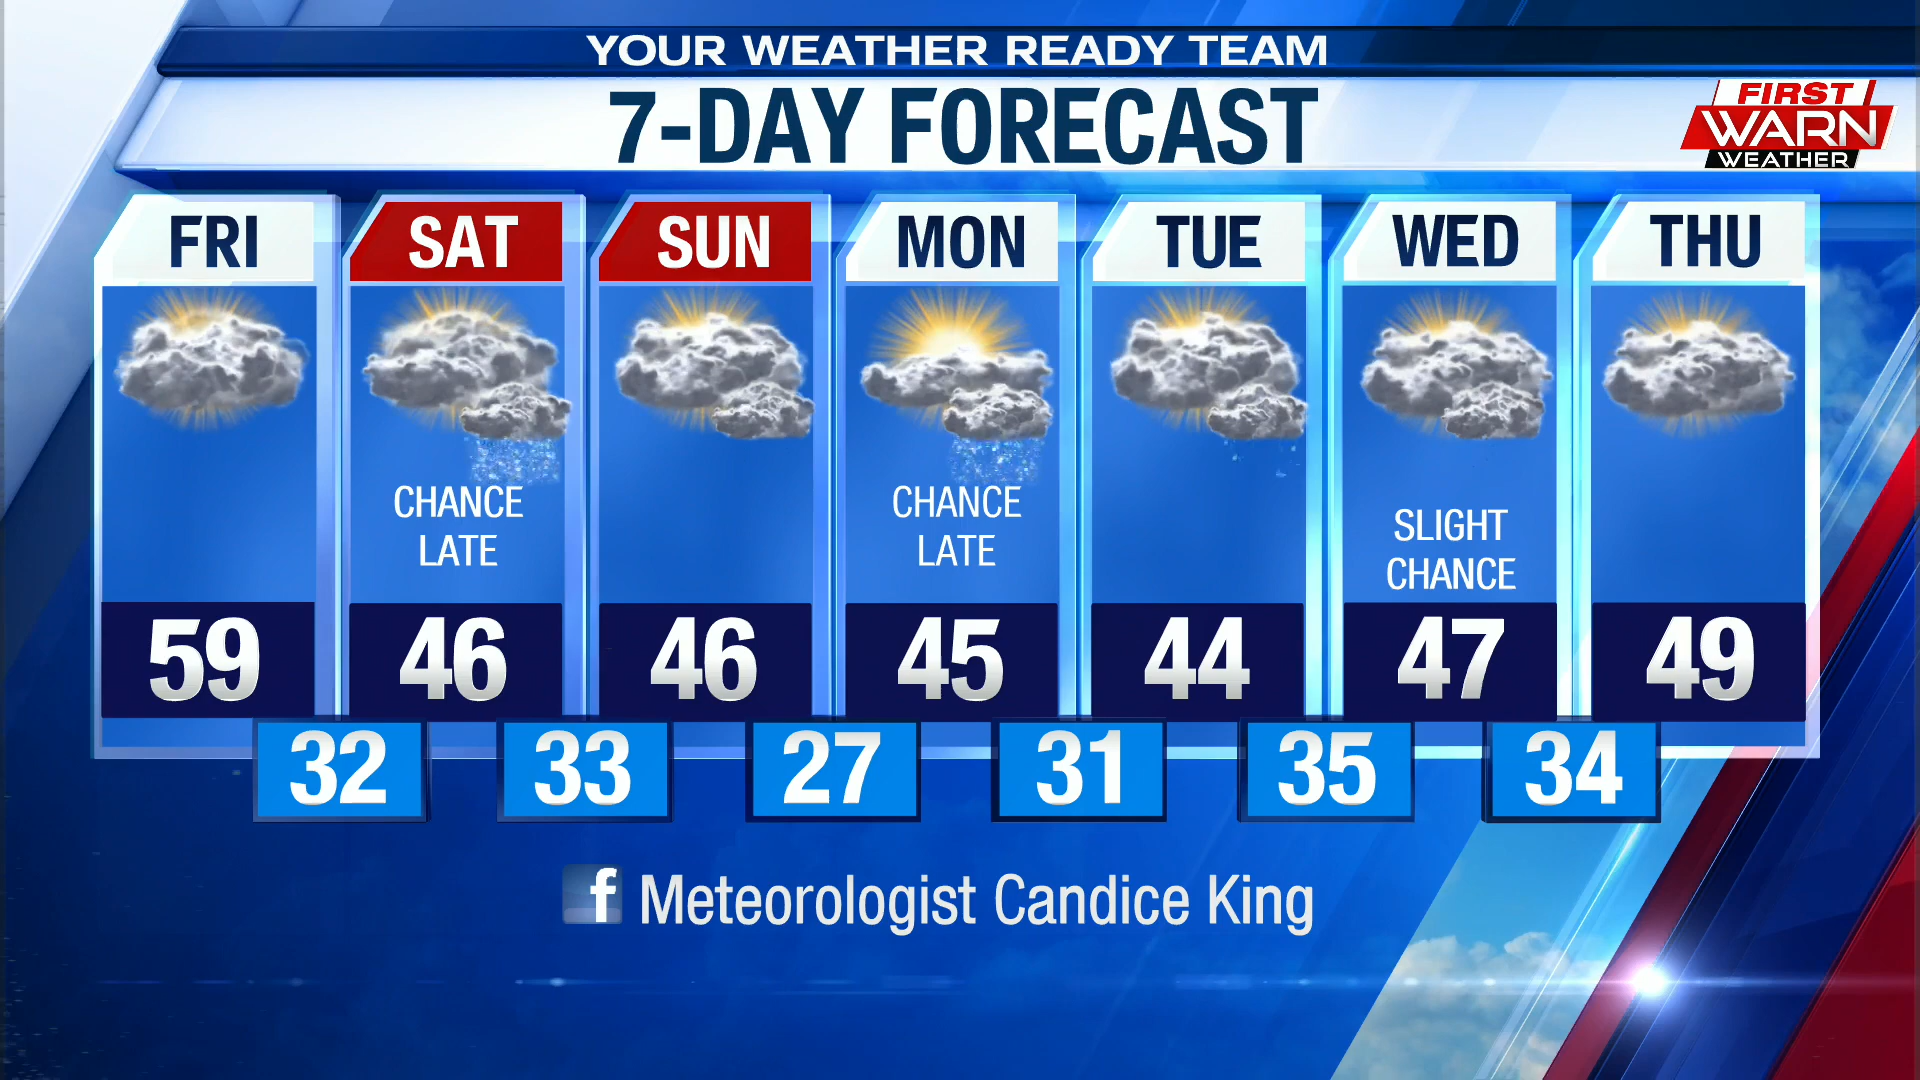 YOUR WEATHER READY TEAM
7-DAY FORECAST
FIRST
WARN
WEATHER
FRI
SAT
SUN
MON
TUE
WED
THU
CHANCE
LATE
CHANCE
LATE
SLIGHT
CHANCE
59
46
46
45
44
47
49
32
33
27
31
35
34
f Meteorologist Candice King